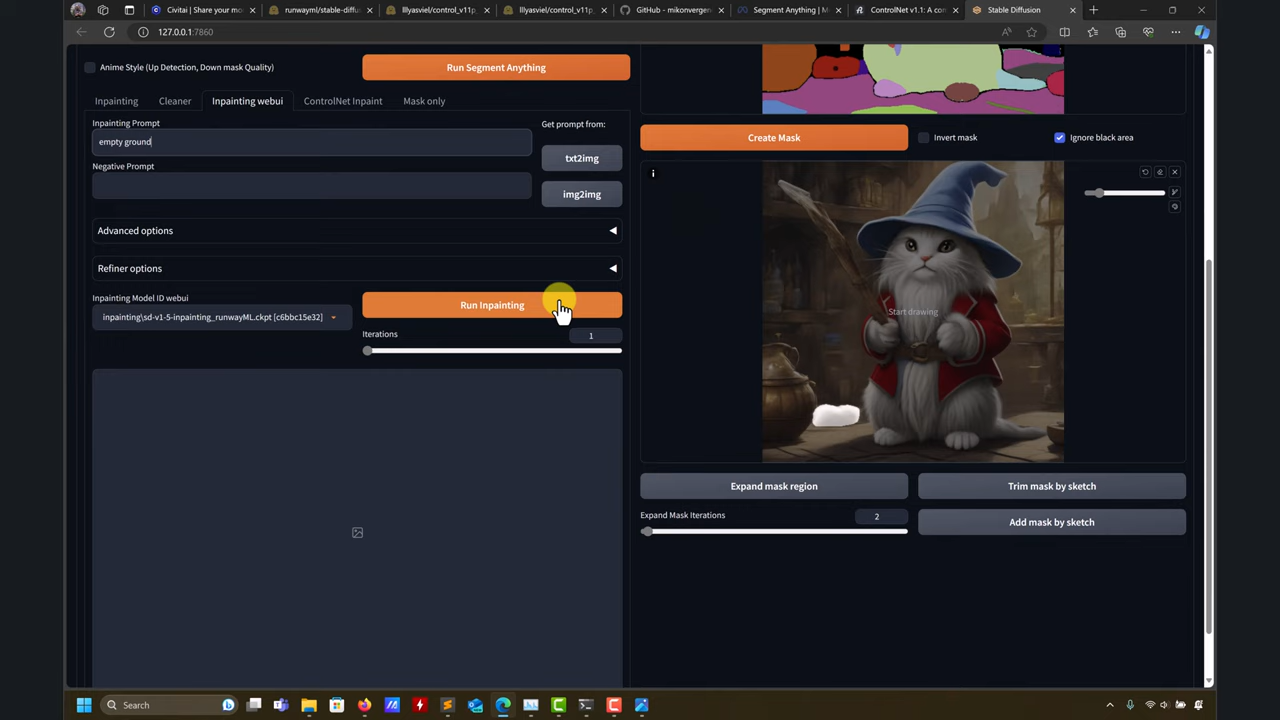 Civitai | Share your mo
runwayml/stable-diffus
lllyasviel/control_v11p
lllyasviel/control_v11p
GitHub - mikonvergen
Segment Anything | M
ControlNet v1.1: A con
Stable Diffusion
127.0.0.1:7860
Anime Style (Up Detection, Down mask Quality)
Run Segment Anything
Inpainting
Cleaner
Inpainting webui
ControlNet Inpaint
Mask only
Inpainting Prompt
empty ground
Get prompt from:
txt2img
Negative Prompt
img2img
Advanced options
Refiner options
Inpainting Model ID webui
inpainting\sd-v1-5-inpainting_runwayML.ckpt [c6bbc15e32]
Run Inpainting
Iterations
1
Create Mask
Invert mask
Ignore black area
Start drawing
Expand mask region
Trim mask by sketch
Expand Mask Iterations
2
Add mask by sketch
Search